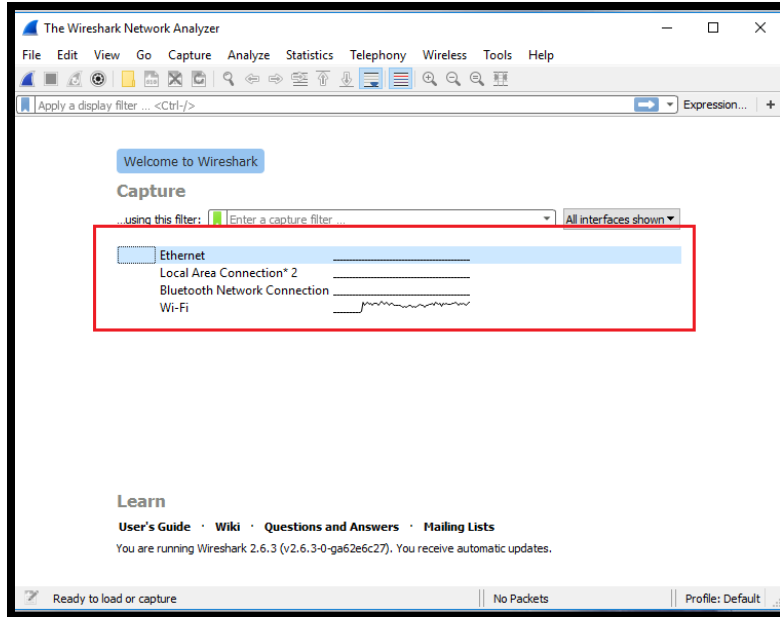 The Wireshark Network Analyzer
File Edit View Go Capture Analyze Statistics Telephony Wireless Tools Help
Apply a display filter ... <Ctrl-/> Expression... +
Welcome to Wireshark
Capture
...using this filter: Enter a capture filter ... All interfaces shown
Ethernet
Local Area Connection* 2
Bluetooth Network Connection
Wi-Fi
Learn
User's Guide · Wiki · Questions and Answers · Mailing Lists
You are running Wireshark 2.6.3 (v2.6.3-0-ga62e6c27). You receive automatic updates.
Ready to load or capture No Packets Profile: Default